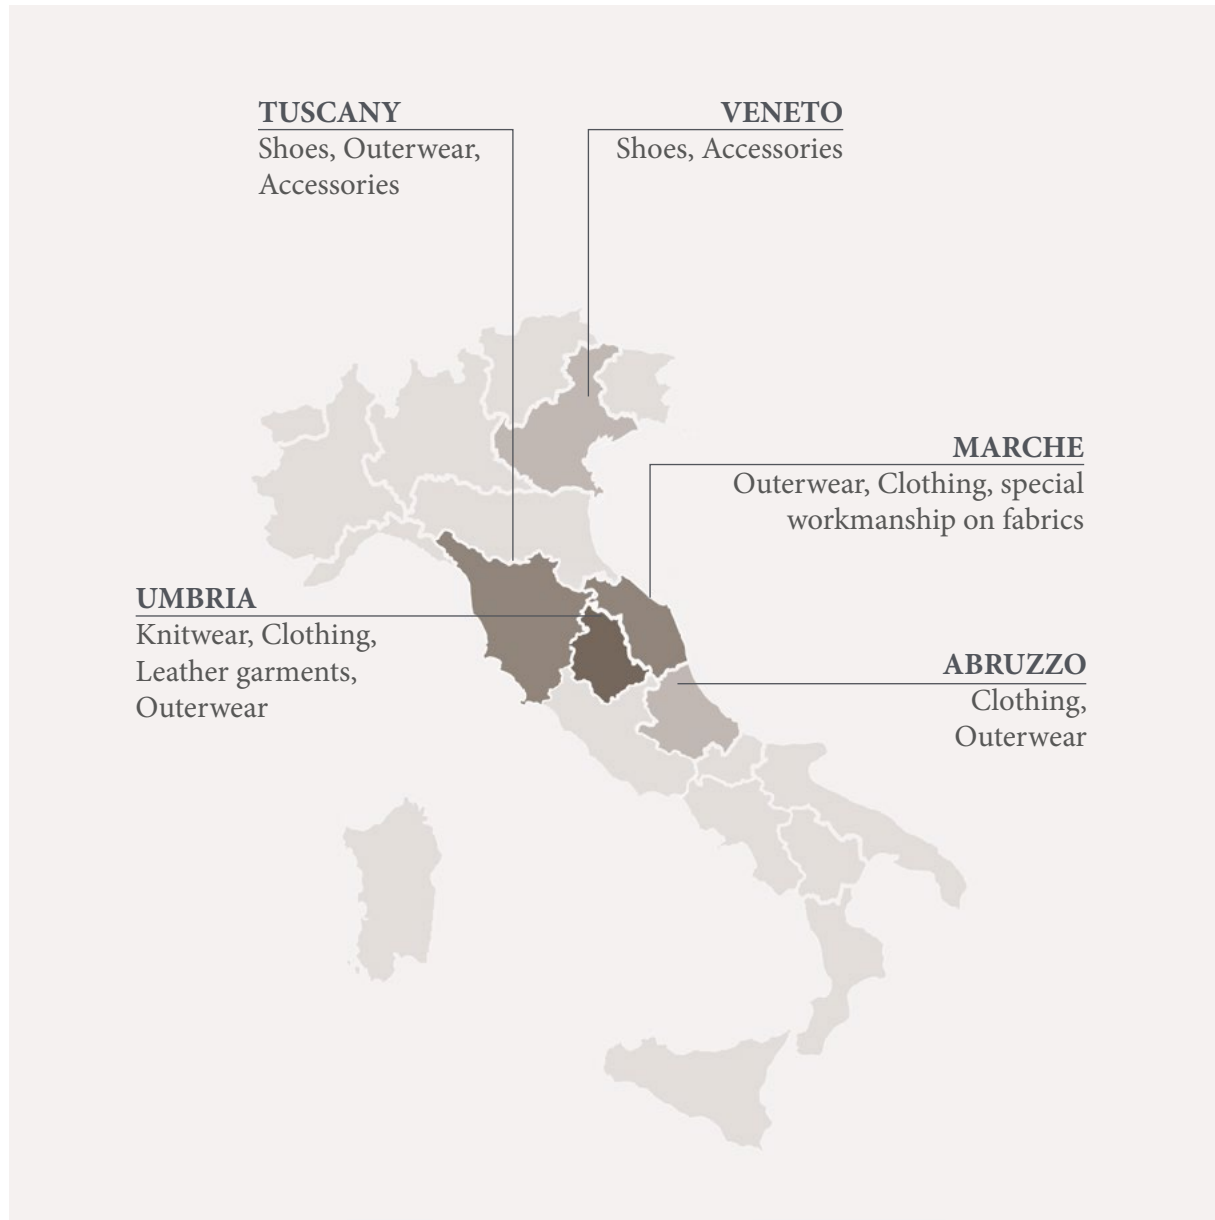 TUSCANY
Shoes, Outerwear,
Accessories
VENETO
Shoes, Accessories
MARCHE
Outerwear, Clothing, special
workmanship on fabrics
UMBRIA
Knitwear, Clothing,
Leather garments,
Outerwear
ABRUZZO
Clothing,
Outerwear